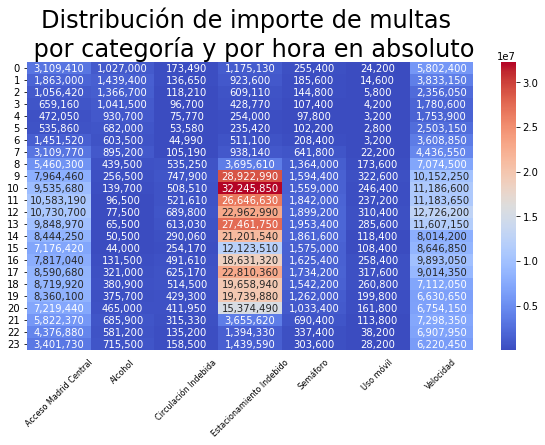 Distribución de importe de multas
por categoría y por hora en absoluto
1e7
0 3,109,410 1,027,000 173,490 1,175,130 255,400 24,200 5,802,400
1 1,863,000 1,439,400 136,650 923,600 185,600 14,600 3,833,150
2 1,056,420 1,366,700 118,210 609,110 144,800 5,800 2,356,050
3 659,160 1,041,500 96,700 428,770 107,400 4,200 1,780,600
4 472,050 930,700 75,770 254,000 97,800 3,200 1,753,900
5 535,860 682,000 53,580 235,420 102,200 2,800 2,503,150
6 1,451,520 603,500 44,990 511,100 208,400 3,200 3,608,850
7 3,109,770 895,200 105,190 938,140 641,800 22,200 4,436,550
8 5,460,300 439,500 535,250 3,695,610 1,364,000 173,600 7,074,500
9 7,964,460 256,500 747,900 28,922,990 1,594,400 322,600 10,152,250
10 9,535,680 139,700 508,510 32,245,850 1,559,000 246,400 11,186,600
11 10,583,190 96,500 521,610 26,646,630 1,842,000 237,200 11,183,650
12 10,730,700 77,500 689,800 22,962,990 1,899,200 310,400 12,726,200
13 9,848,970 65,500 613,030 27,461,750 1,953,400 285,600 11,607,150
14 8,444,250 50,500 290,060 21,201,540 1,861,600 118,400 8,014,200
15 7,176,420 44,000 254,170 12,123,510 1,575,000 108,400 8,646,850
16 7,817,040 131,500 491,610 18,631,320 1,625,400 258,400 9,893,050
17 8,590,680 321,000 625,170 22,810,360 1,734,200 317,600 9,014,350
18 8,719,920 380,900 514,500 19,658,940 1,542,200 260,800 7,112,050
19 8,360,100 375,700 429,300 19,739,880 1,262,000 199,800 6,630,650
20 7,219,440 465,000 411,950 15,374,490 1,033,400 161,800 6,754,150
21 5,822,370 685,900 315,330 3,655,620 690,400 113,800 7,298,350
22 4,376,880 581,200 135,200 1,394,330 337,400 38,200 6,907,950
23 3,401,730 715,500 158,500 1,439,590 303,600 28,200 6,220,450
Acceso Madrid Central
Alcohol
Circulación Indebida
Estacionamiento Indebido
Semáforo
Uso móvil
Velocidad
3.0
2.5
2.0
1.5
1.0
0.5